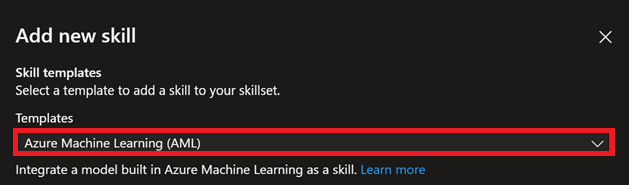 Add new skill
Skill templates
Select a template to add a skill to your skillset.
Templates
Azure Machine Learning (AML)
Integrate a model built in Azure Machine Learning as a skill. Learn more